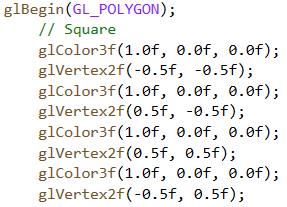 glBegin(GL_POLYGON);
    // Square
    glColor3f(1.0f, 0.0f, 0.0f);
    glVertex2f(-0.5f, -0.5f);
    glColor3f(1.0f, 0.0f, 0.0f);
    glVertex2f(0.5f, -0.5f);
    glColor3f(1.0f, 0.0f, 0.0f);
    glVertex2f(0.5f, 0.5f);
    glColor3f(1.0f, 0.0f, 0.0f);
    glVertex2f(-0.5f, 0.5f);